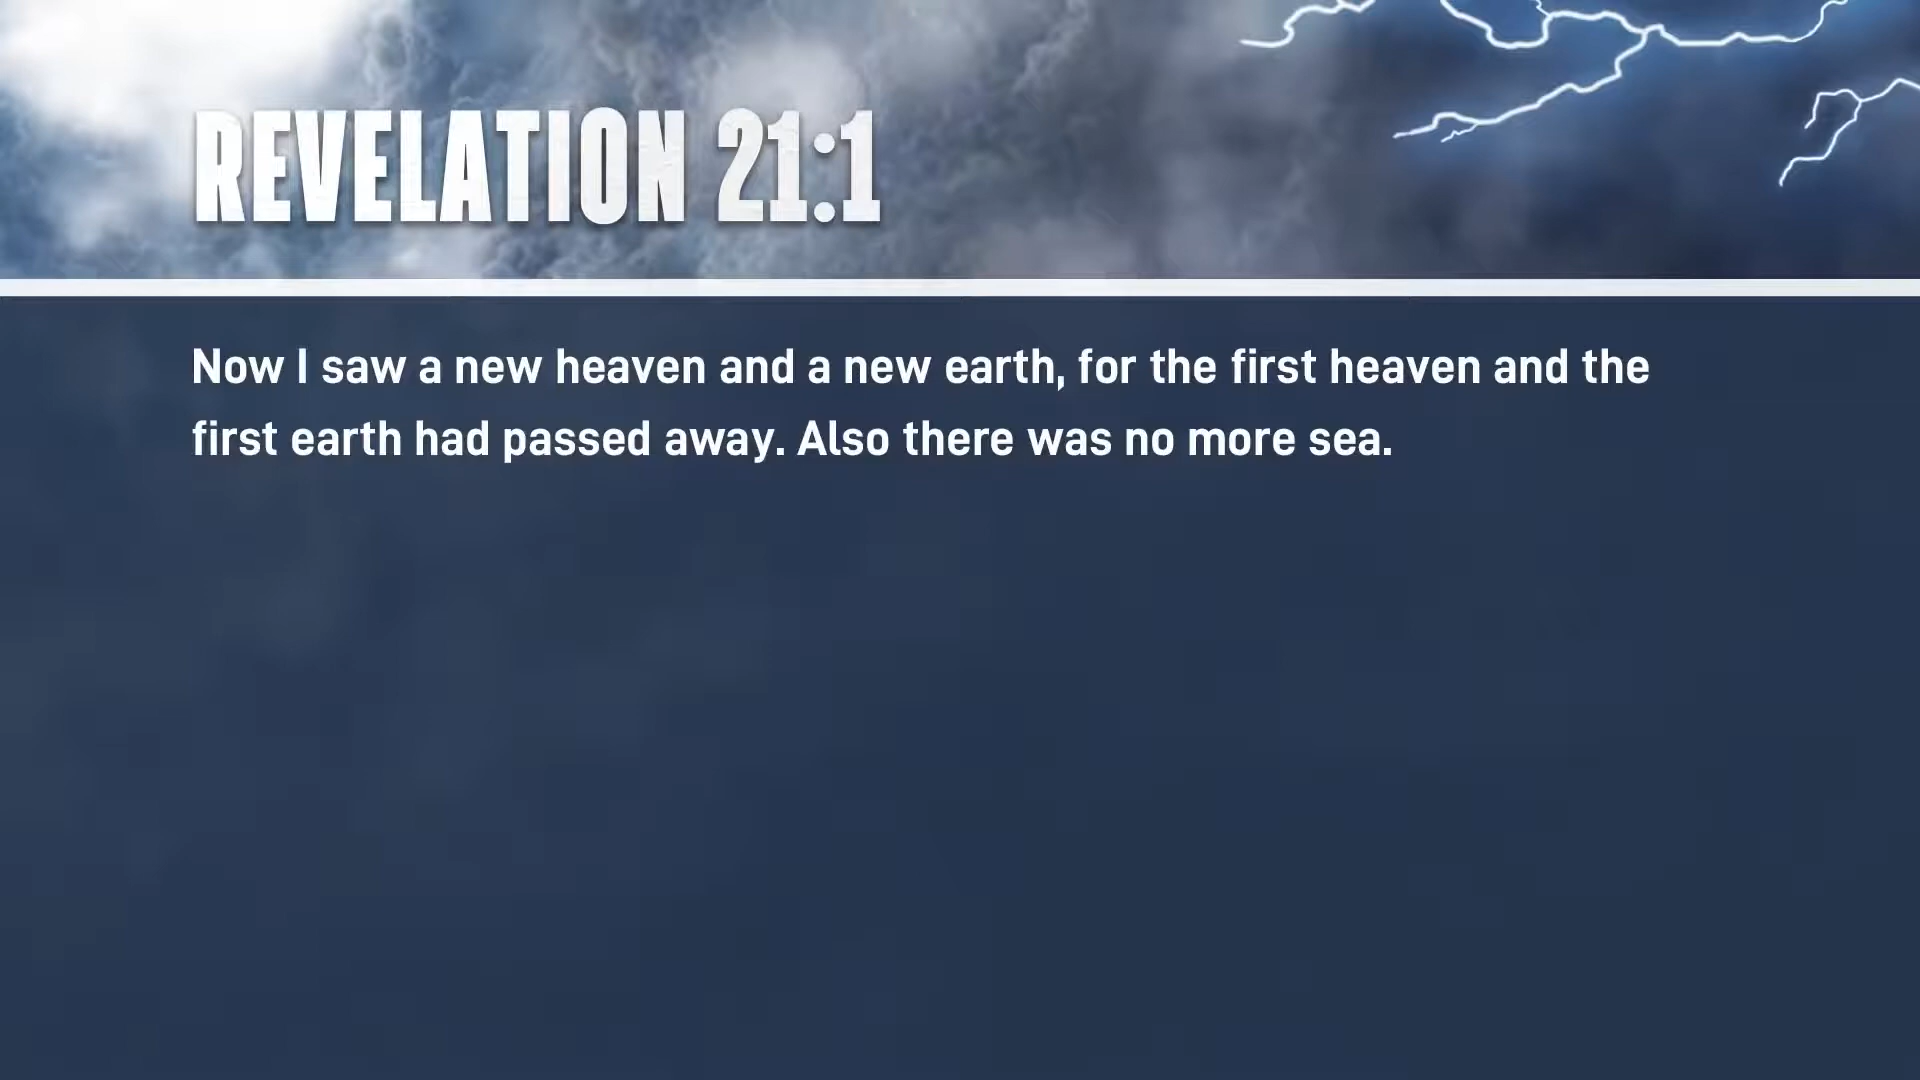 REVELATION 21:1
Now I saw a new heaven and a new earth, for the first heaven and the
first earth had passed away. Also there was no more sea.